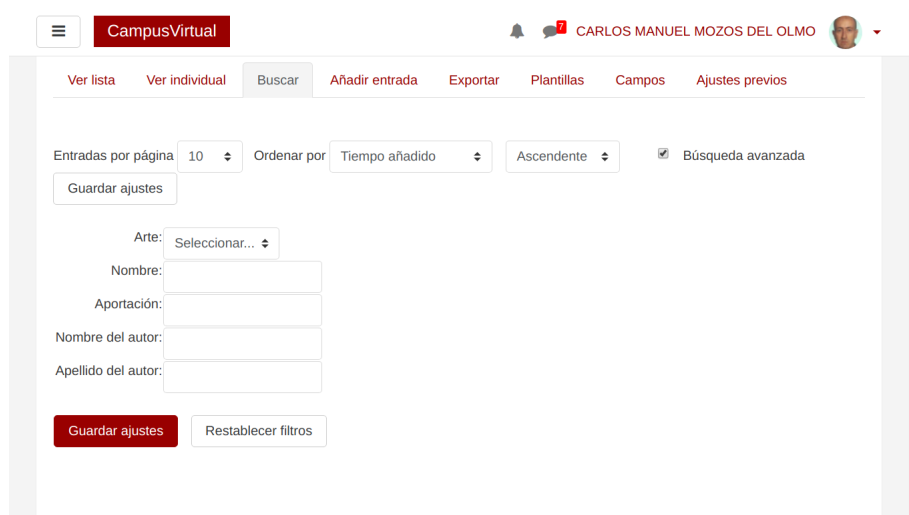 CampusVirtual 7 CARLOS MANUEL MOZOS DEL OLMO
Ver lista Ver individual Buscar Añadir entrada Exportar Plantillas Campos Ajustes previos
Entradas por página 10 Ordenar por Tiempo añadido Ascendente Búsqueda avanzada
Guardar ajustes
Arte: Seleccionar...
Nombre:
Aportación:
Nombre del autor:
Apellido del autor:
Guardar ajustes Restablecer filtros